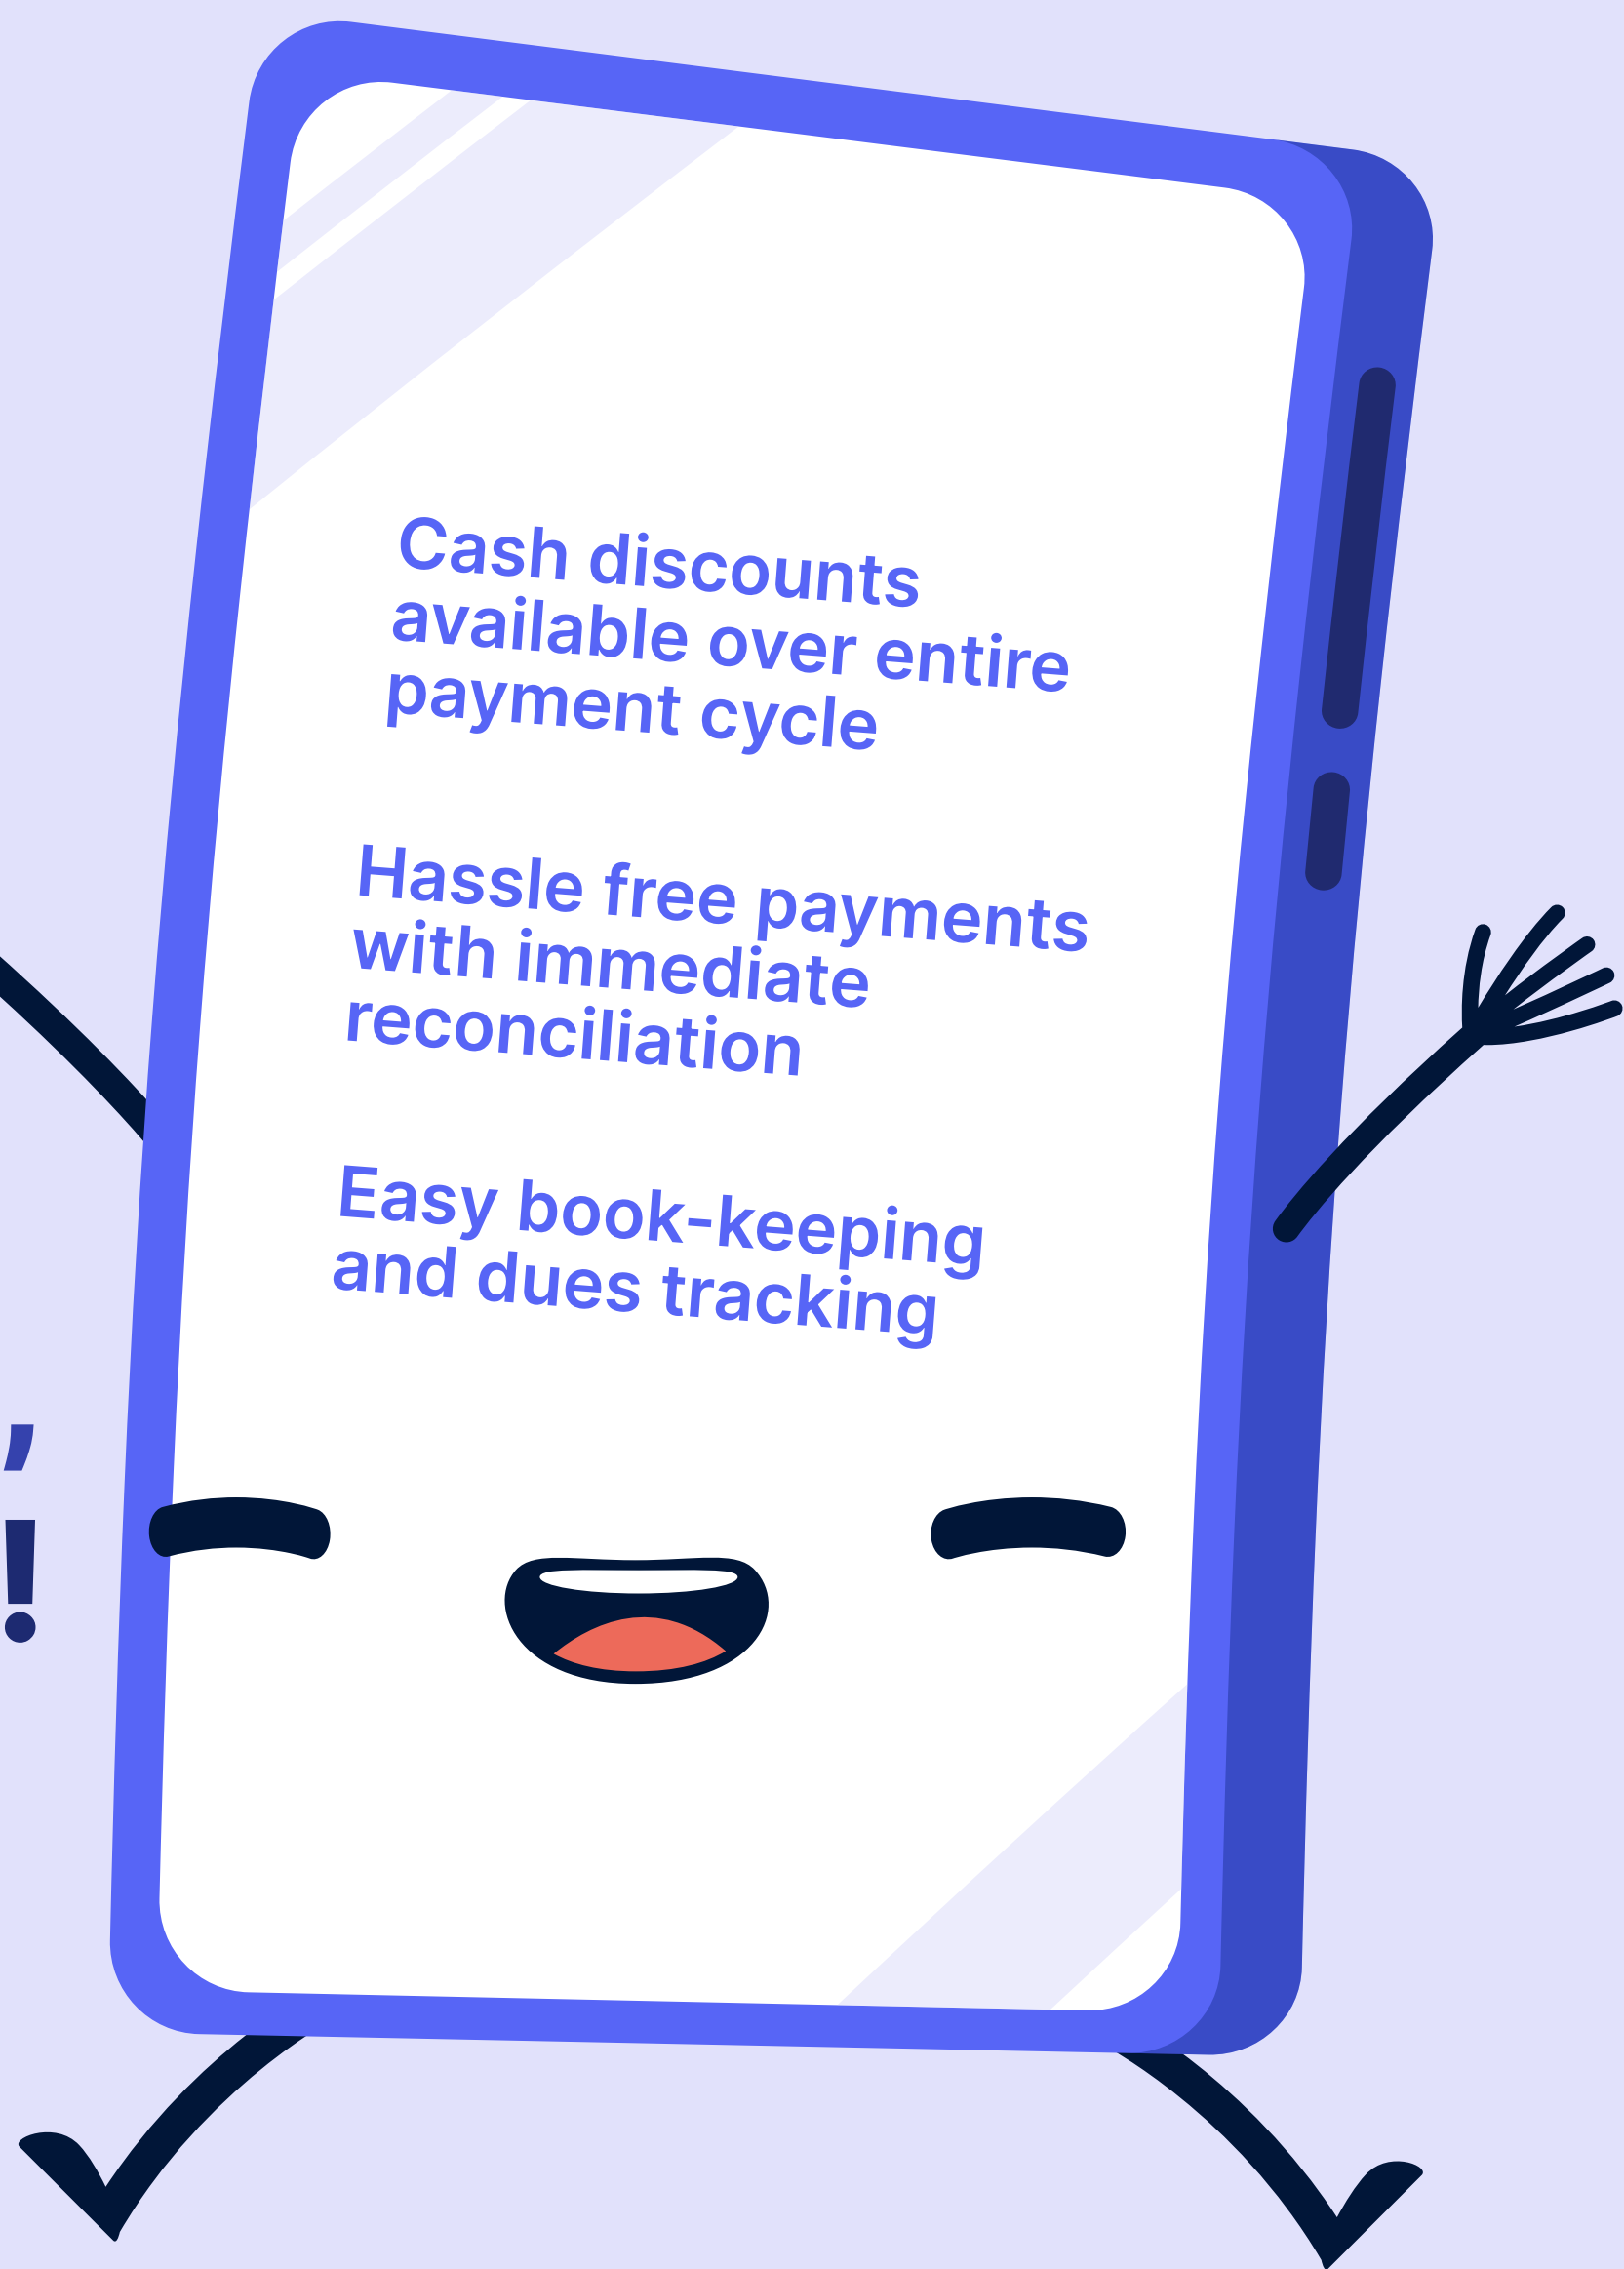 Cash discounts
available over entire
payment cycle
Hassle free payments
with immediate
reconciliation
Easy book-keeping
and dues tracking
,
!